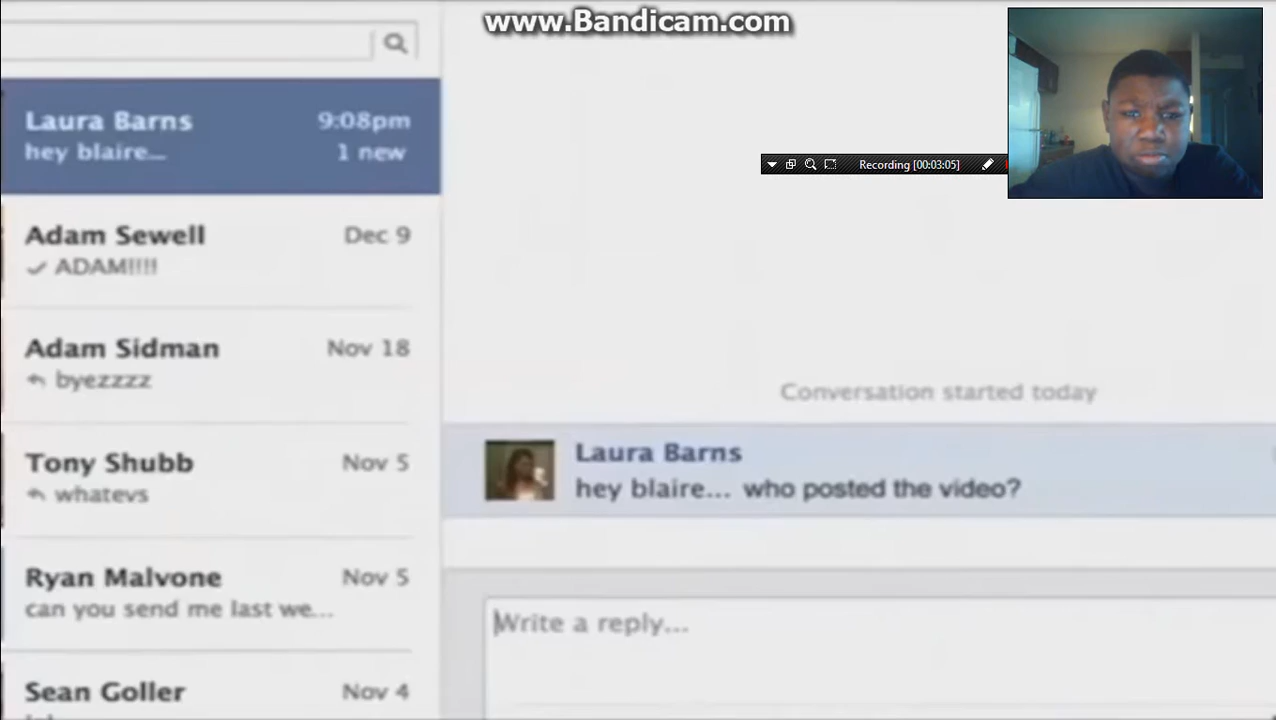 www.Bandicam.com
Recording [00:03:05]
Laura Barns 9:08pm
hey blaire... 1 new
Adam Sewell Dec 9
ADAM!!!!
Adam Sidman Nov 18
byezzzz
Tony Shubb Nov 5
whatevs
Ryan Malvone Nov 5
can you send me last we...
Sean Goller Nov 4
Conversation started today
Laura Barns
hey blaire... who posted the video?
Write a reply...